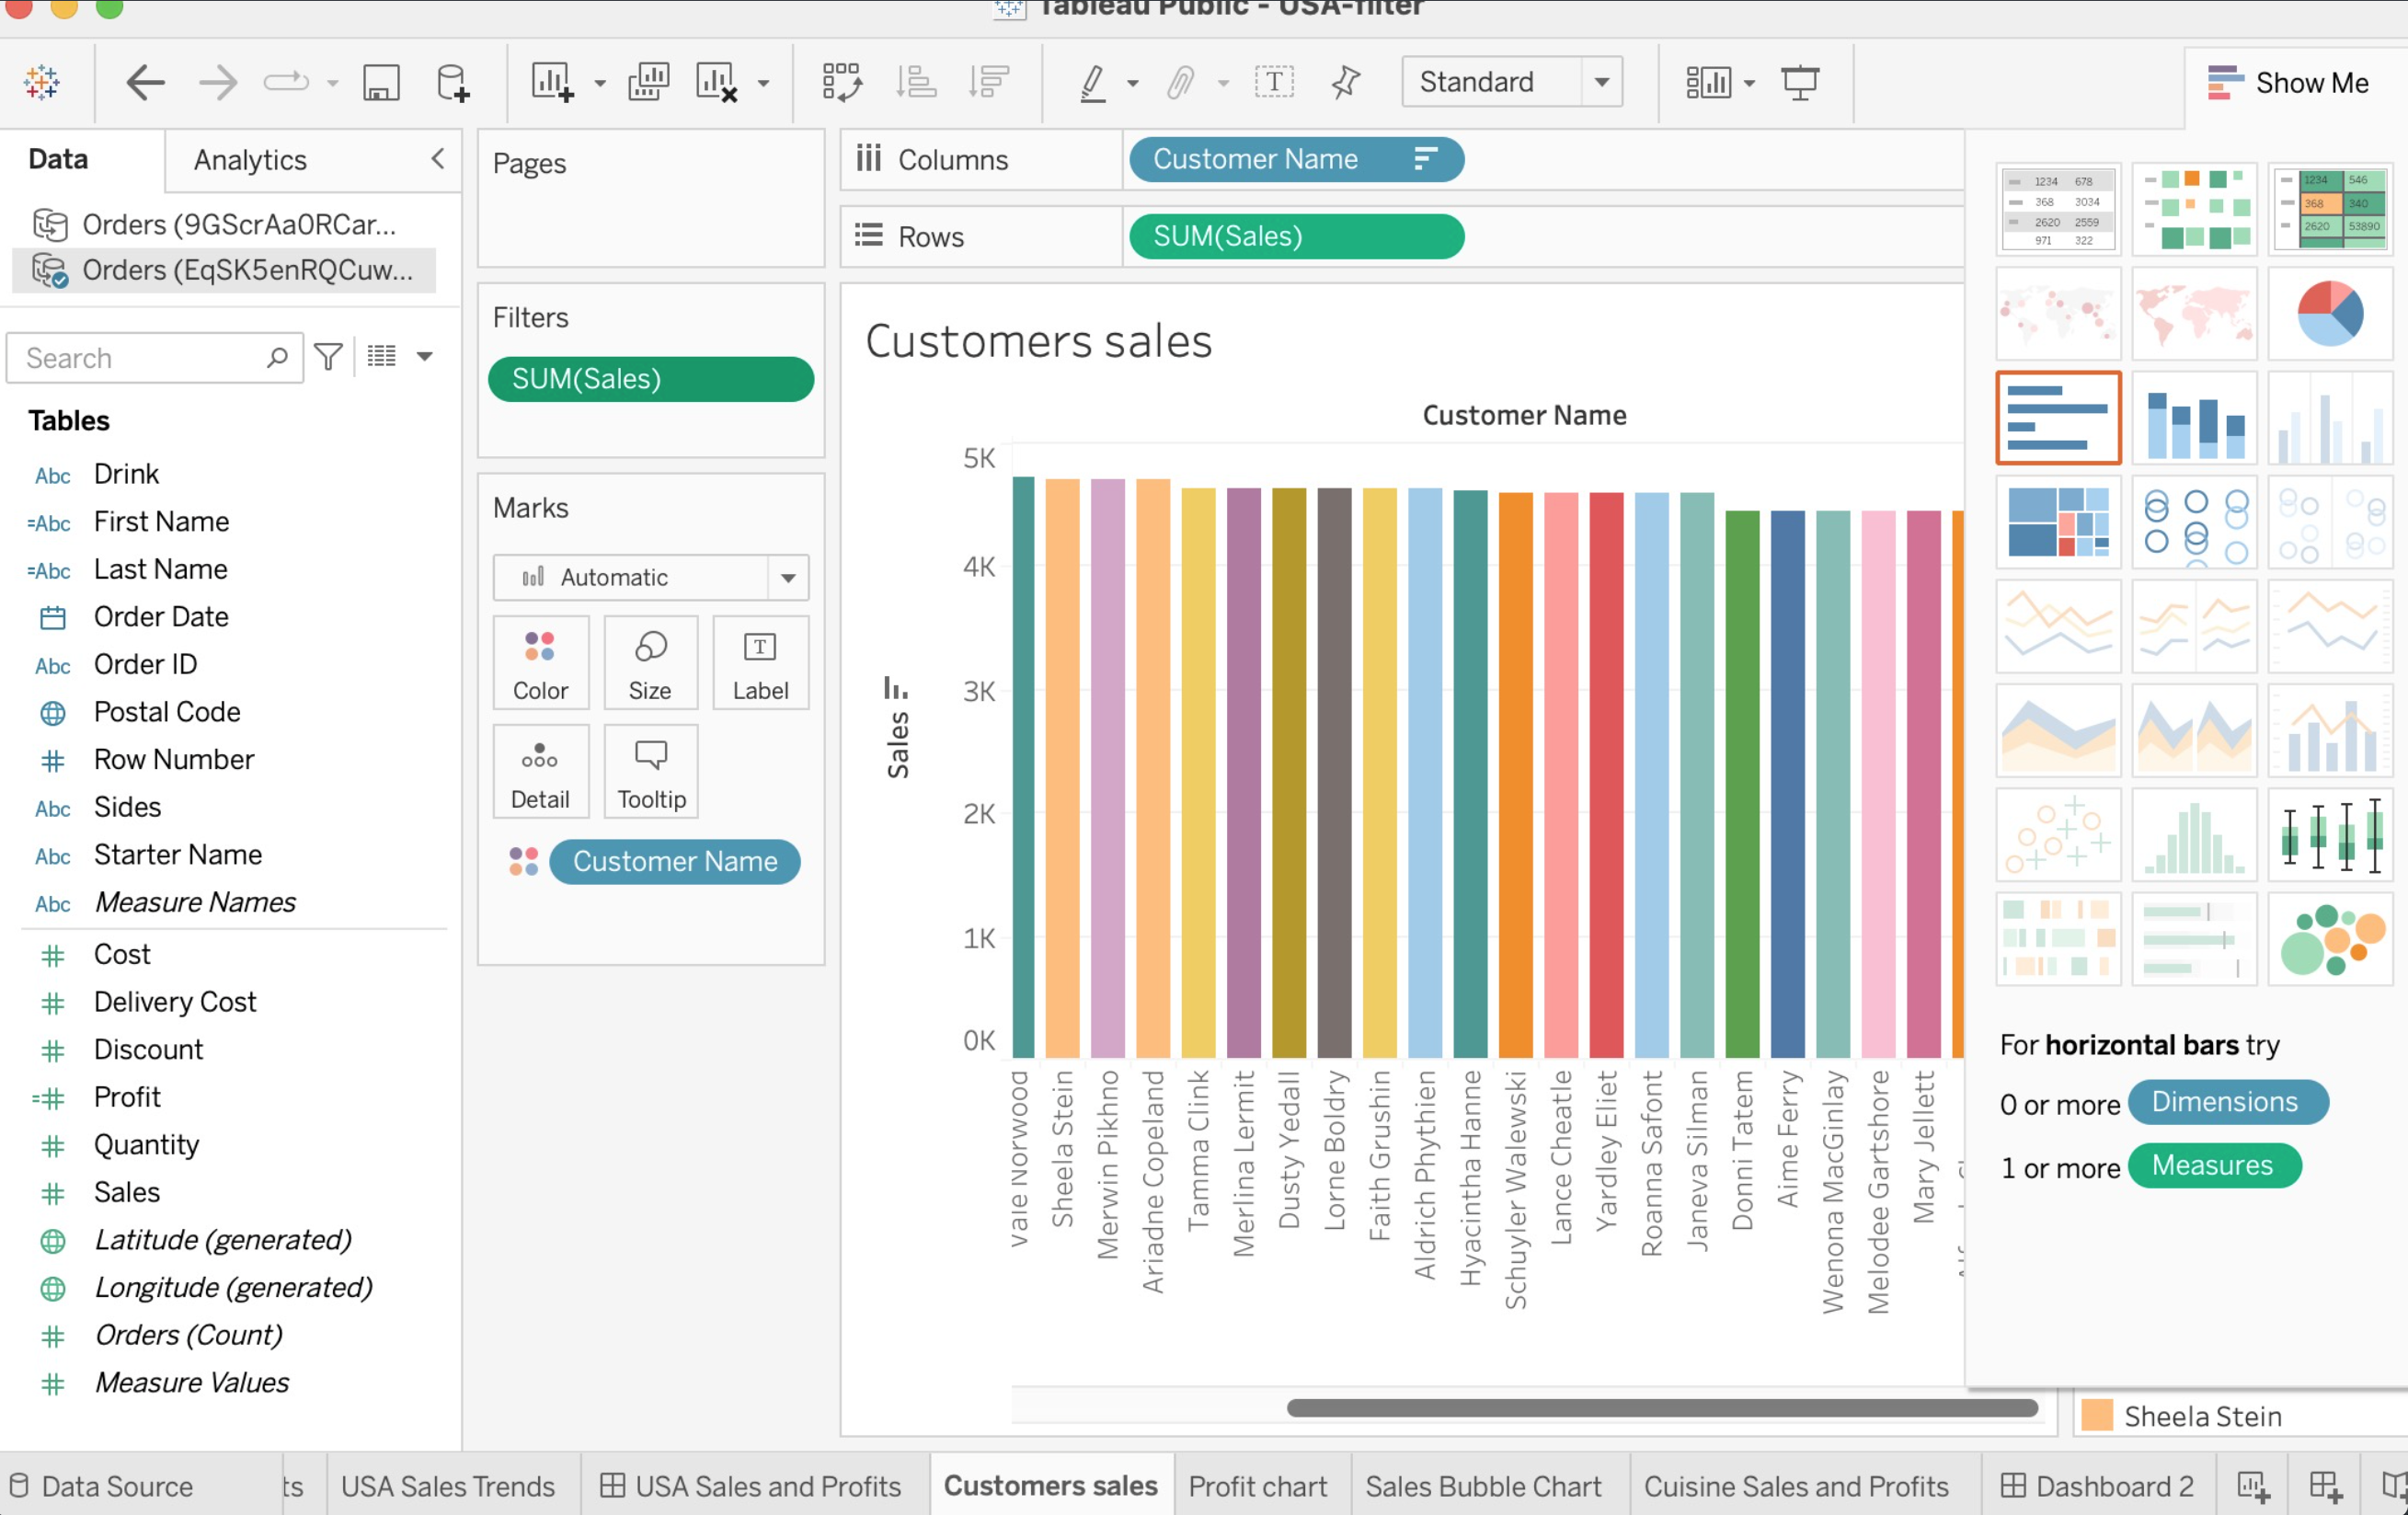 Tableau Public - USA-filter
Standard
Show Me
Data
Analytics
Orders (9GScrAa0RCar...
Orders (EqSK5enRQCuw...
Search
Tables
Abc Drink
=Abc First Name
=Abc Last Name
Order Date
Abc Order ID
Postal Code
Row Number
Abc Sides
Abc Starter Name
Abc Measure Names
Cost
Delivery Cost
Discount
Profit
Quantity
Sales
Latitude (generated)
Longitude (generated)
Orders (Count)
Measure Values
Pages
Filters
SUM(Sales)
Marks
Automatic
Color
Size
Label
Detail
Tooltip
Customer Name
Columns
Customer Name
Rows
SUM(Sales)
Customers sales
Customer Name
Sales
5K
4K
3K
2K
1K
0K
Vale Norwood
Sheela Stein
Merwin Pikhno
Ariadne Copeland
Tamma Clink
Merlina Lermit
Dusty Yedall
Lorne Boldry
Faith Grushin
Aldrich Phythien
Hyacintha Hanne
Schuyler Walewski
Lance Cheatle
Yardley Eliet
Roanna Safont
Janeva Silman
Donni Tatem
Aime Ferry
Wenona MacGinlay
Melodee Gartshore
Mary Jellett
1234 678
368 3034
2620 2559
971 322
1234 546
368 340
2620 53890
For horizontal bars try
0 or more Dimensions
1 or more Measures
Sheela Stein
Data Source
ts
USA Sales Trends
USA Sales and Profits
Customers sales
Profit chart
Sales Bubble Chart
Cuisine Sales and Profits
Dashboard 2